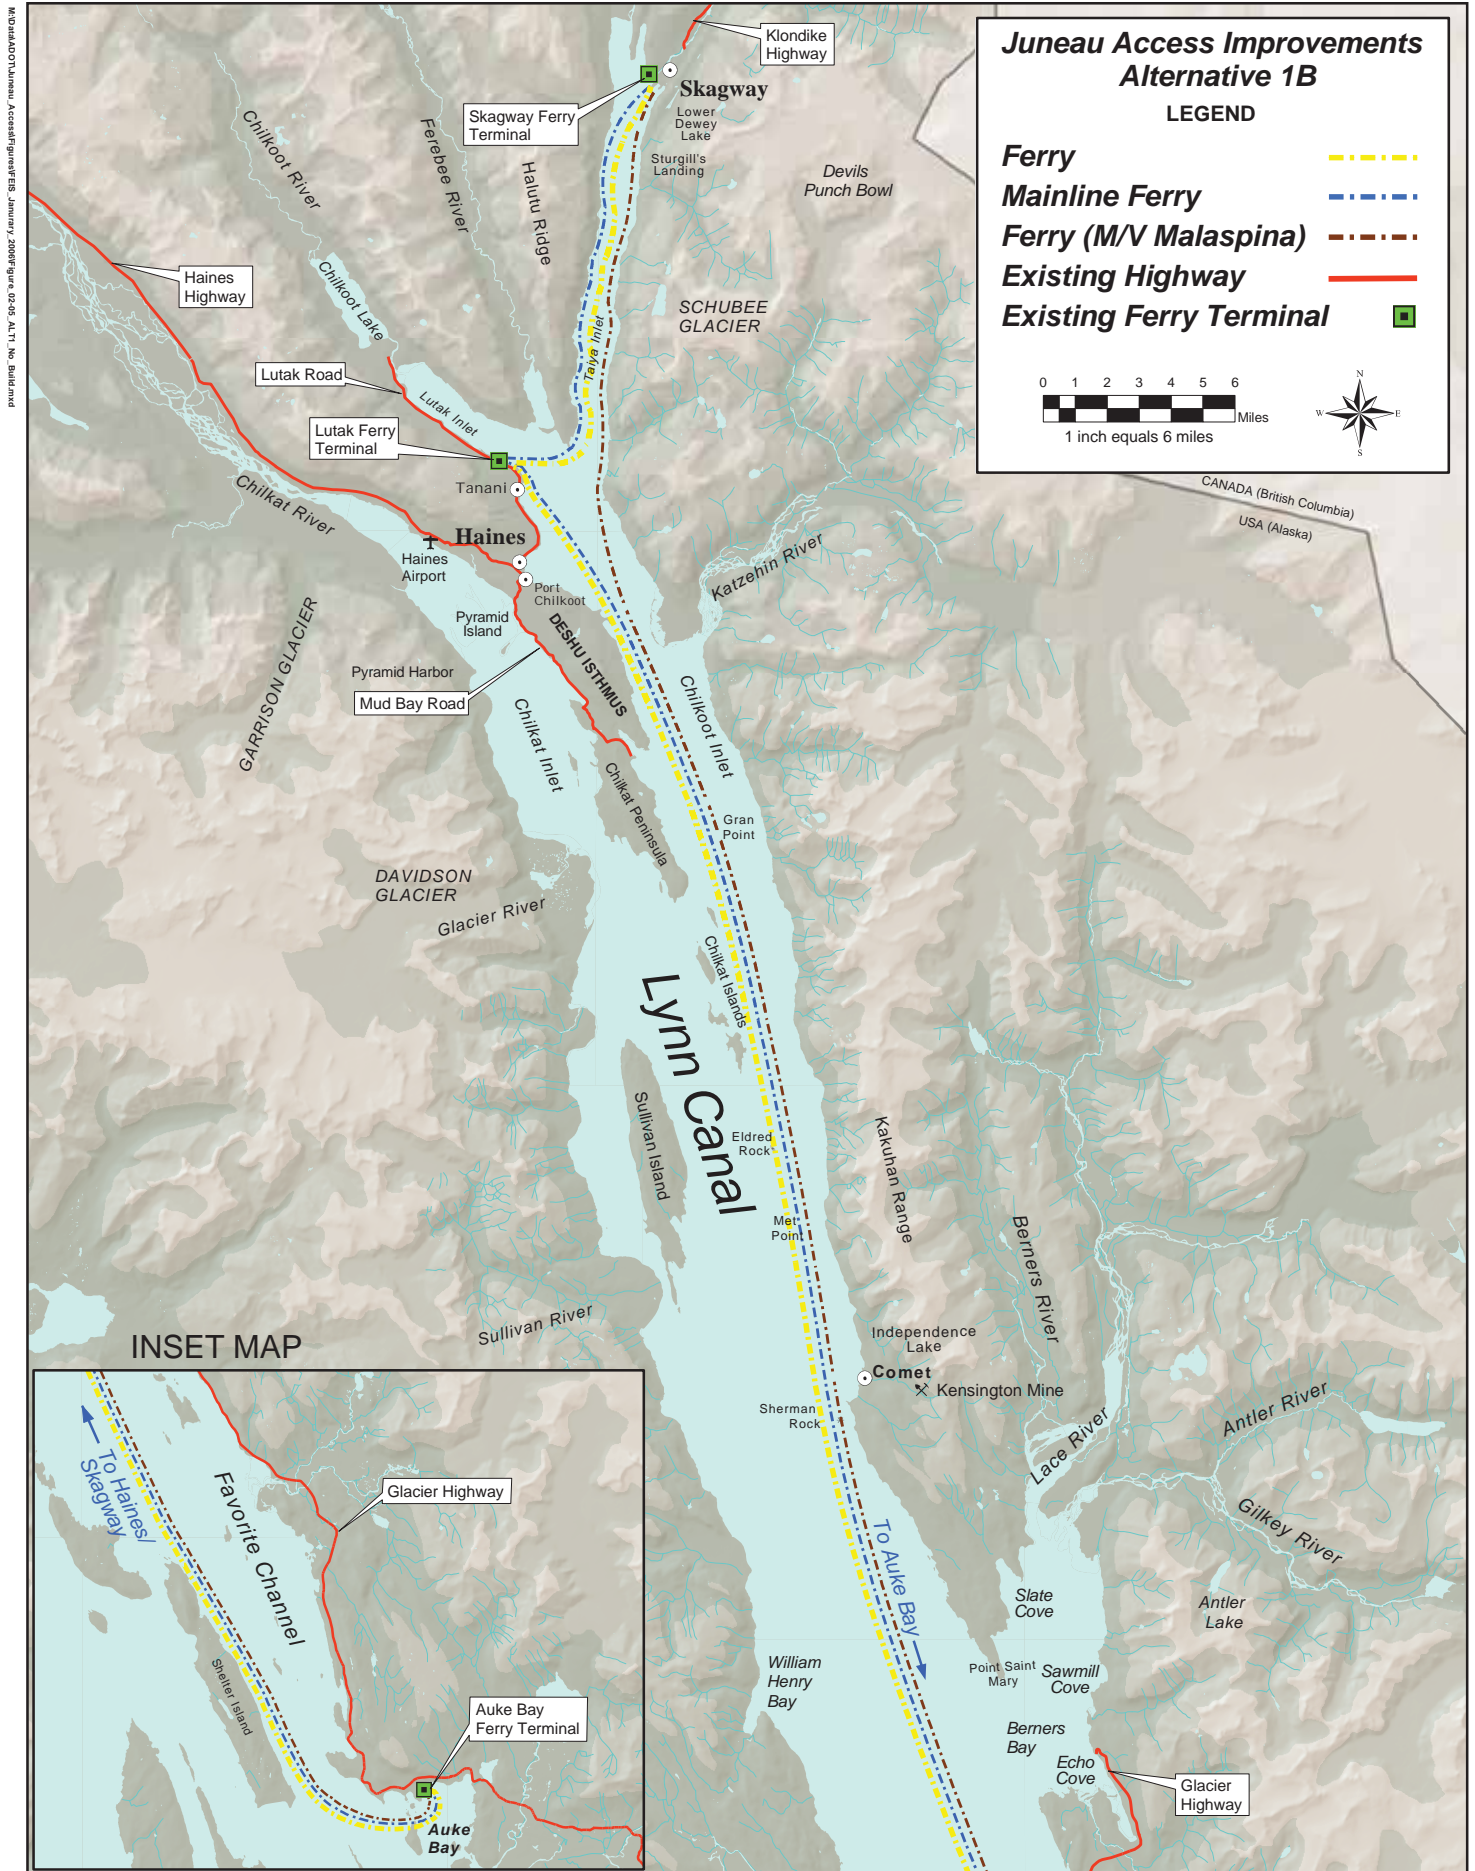 M:\Data\ADOT\Juneau_Access\Figures\FEIS_Janurary_2006\Figure_02-05_ALT1_No_Build.mxd
Juneau Access Improvements
Alternative 1B
LEGEND
Ferry
Mainline Ferry
Ferry (M/V Malaspina)
Existing Highway
Existing Ferry Terminal
0 1 2 3 4 5 6
Miles
1 inch equals 6 miles
N
W
E
S
Klondike
Highway
Skagway
Skagway Ferry
Terminal
Lower
Dewey
Lake
Sturgill's
Landing
Devils
Punch Bowl
Chilkoot River
Ferebee River
Halutu Ridge
Haines
Highway
Chilkoot Lake
Taiya Inlet
SCHUBEE
GLACIER
Lutak Road
Lutak Inlet
Lutak Ferry
Terminal
Tanani
CANADA (British Columbia)
USA (Alaska)
Chilkat River
Haines
Haines
Airport
Katzehin River
Port
Chilkoot
Pyramid
Island
DESHU ISTHMUS
GARRISON GLACIER
Pyramid Harbor
Mud Bay Road
Chilkat Inlet
Chilkoot Inlet
Chilkat Peninsula
Gran
Point
DAVIDSON
GLACIER
Glacier River
Chilkat Islands
Lynn Canal
Sullivan Island
Eldred
Rock
Kakuhan Range
Met
Point
Berners River
Sullivan River
Independence
Lake
Comet
Kensington Mine
Sherman
Rock
Antler River
Lace River
Gilkey River
To Auke Bay
Slate
Cove
Antler
Lake
William
Henry
Bay
Point Saint
Mary
Sawmill
Cove
Berners
Bay
Echo
Cove
Glacier
Highway
INSET MAP
To Haines/
Skagway
Favorite Channel
Glacier Highway
Shelter Island
Auke Bay
Ferry Terminal
Auke
Bay